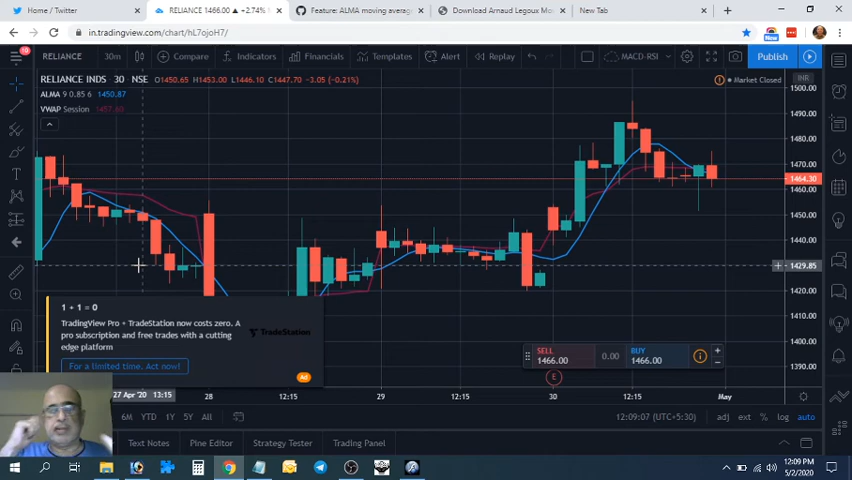 Home / Twitter
RELIANCE 1466.00 ▲ +2.74%
Feature: ALMA moving averag
Download Arnaud Legoux Mo
New Tab
in.tradingview.com/chart/hL7ojoH7/
New
RELIANCE
30m
Compare
Indicators
Financials
Templates
Alert
Replay
MACD-RSI
Publish
RELIANCE INDS 30 NSE O1450.65 H1453.00 L1446.10 C1447.70 -3.05 (-0.21%)
Market Closed
INR
ALMA 9 0.85 6 1450.87
VWAP Session 1457.60
1500.00
1490.00
1480.00
1470.00
1464.30
1460.00
1450.00
1440.00
1429.85
1420.00
1410.00
1400.00
1390.00
1 + 1 = 0
TradingView Pro + TradeStation now costs zero. A
pro subscription and free trades with a cutting
edge platform
TradeStation
For a limited time. Act now!
Ad
SELL
1466.00
0.00
BUY
1466.00
E
27 Apr '20 13:15
28
12:15
29
12:15
30
12:15
May
6M YTD 1Y 5Y All
12:09:07 (UTC+5:30)
adj ext % log auto
Text Notes
Pine Editor
Strategy Tester
Trading Panel
12:09 PM
5/2/2020